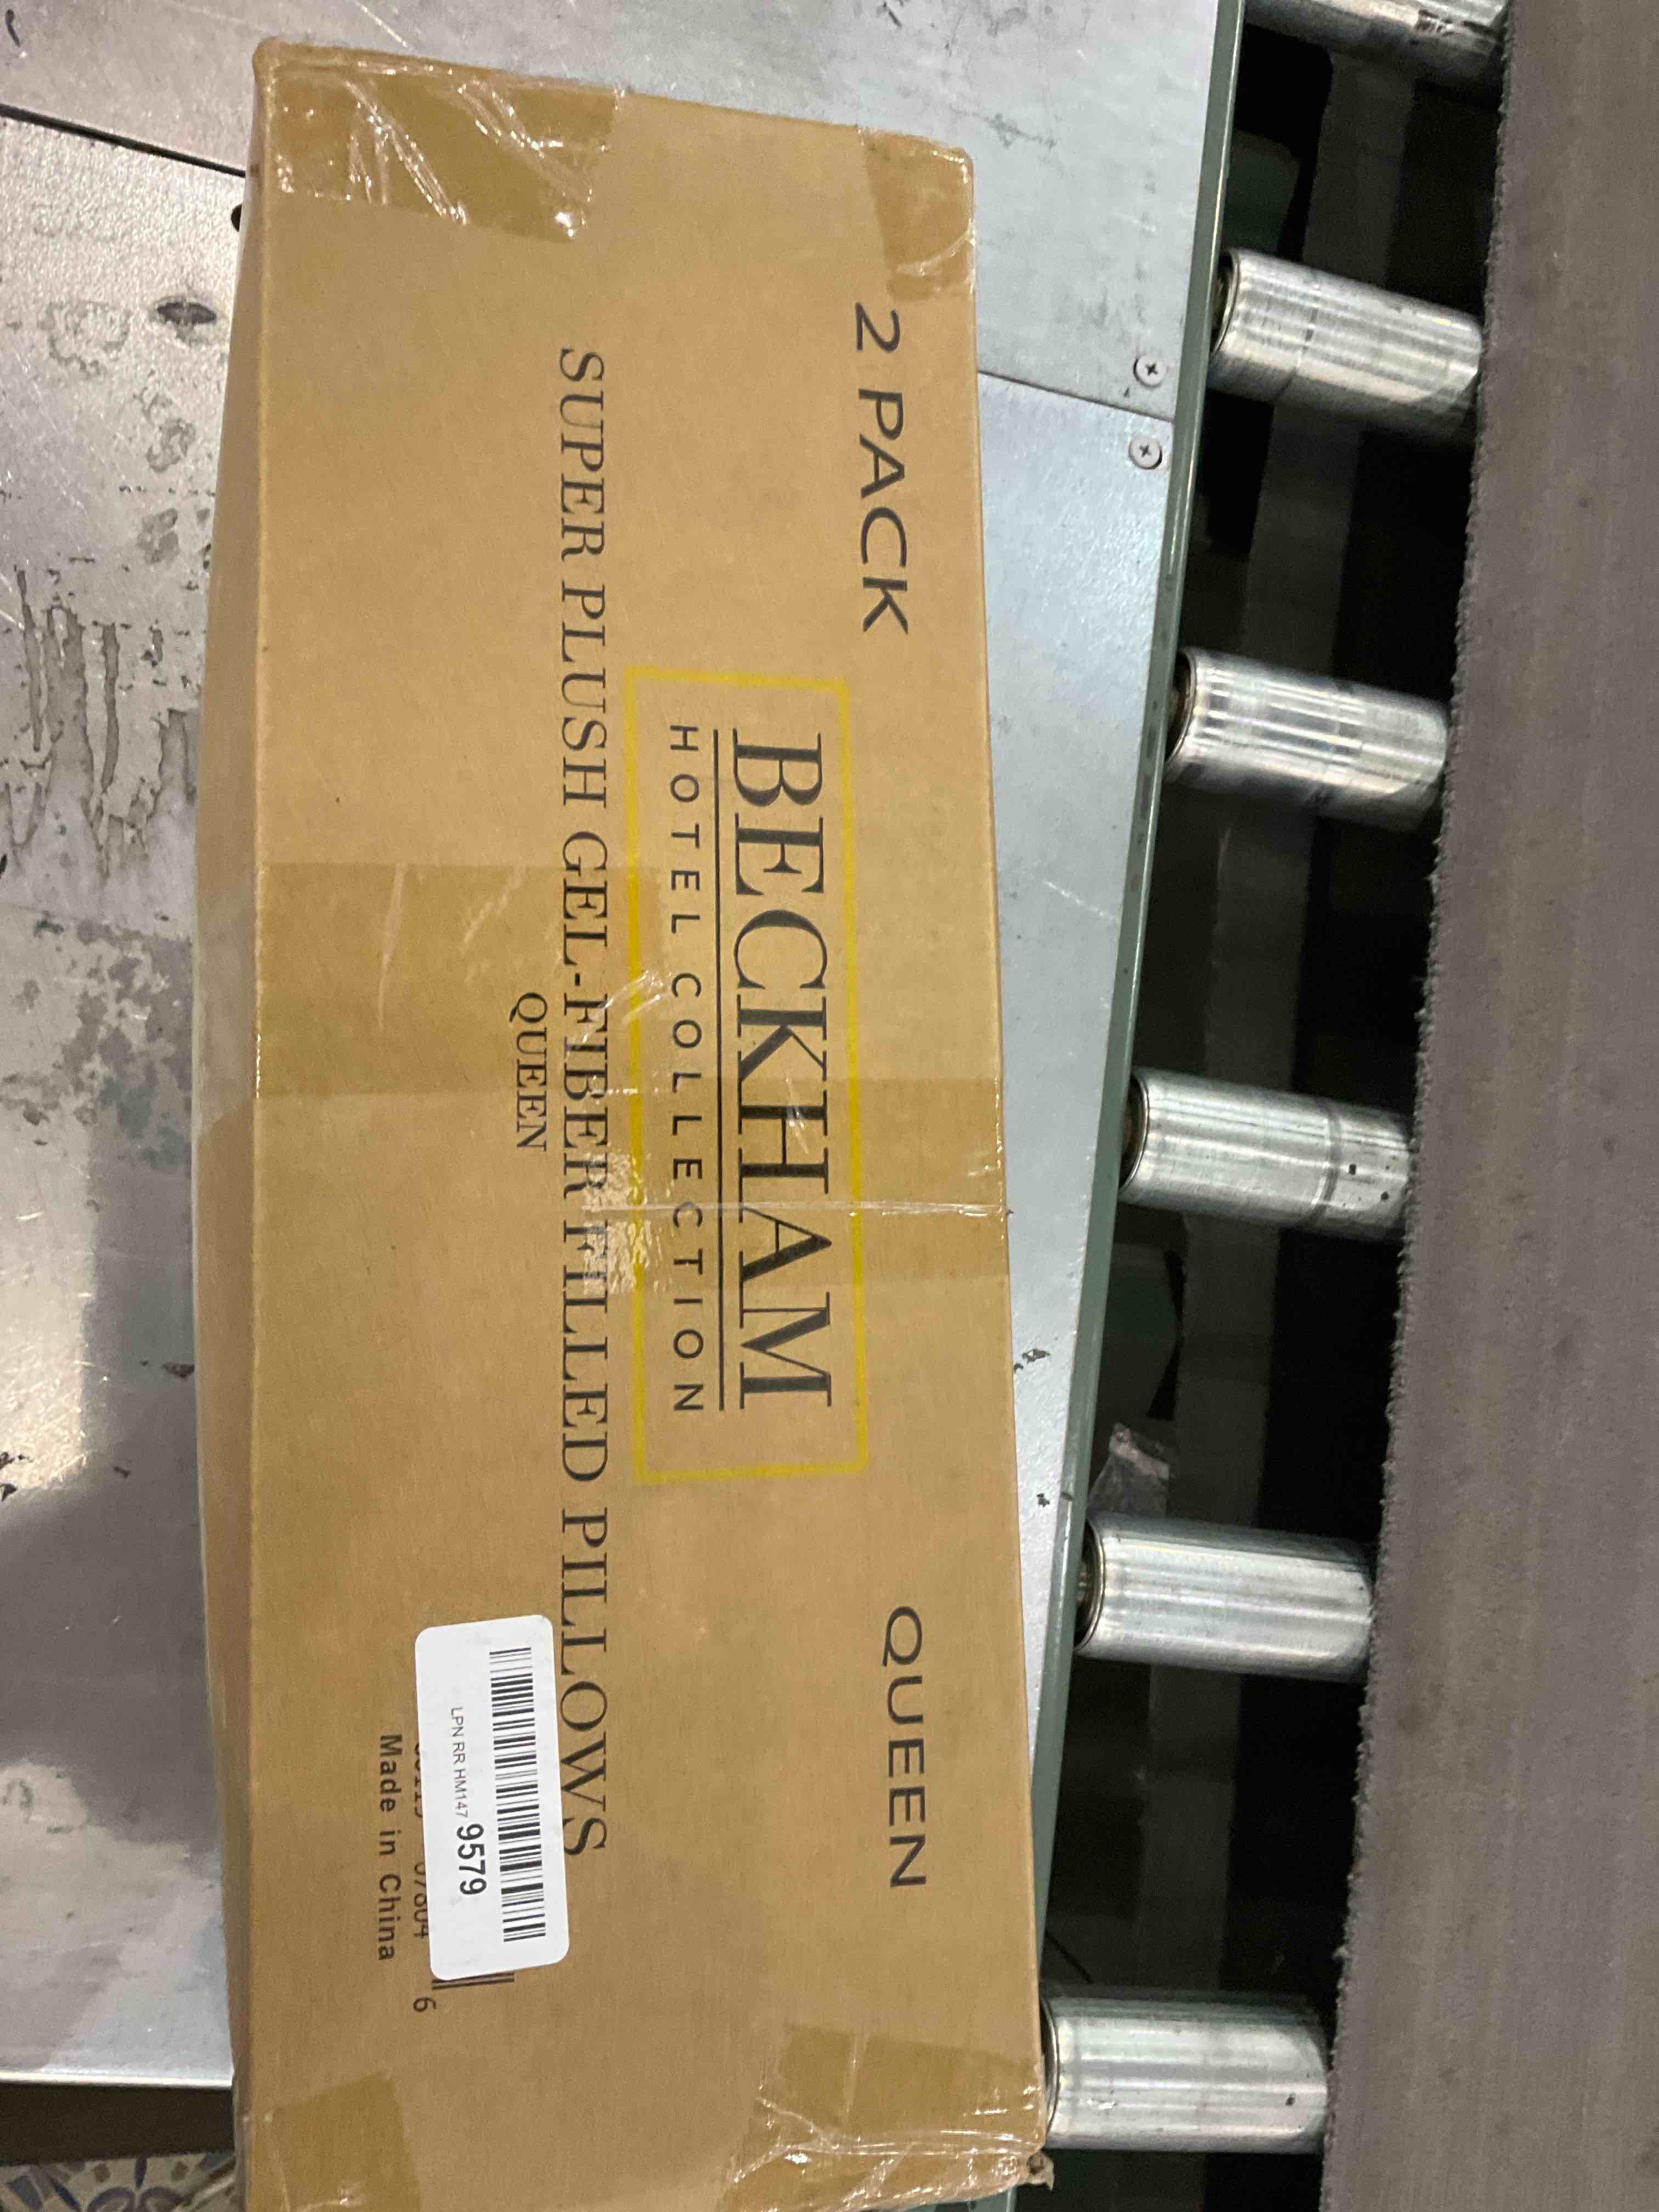 2 PACK
QUEEN
BECKHAM
HOTEL COLLECTION
SUPER PLUSH GEL-FIBER FILLED PILLOWS
QUEEN
LPN RR HM147 9579
6
Made in China